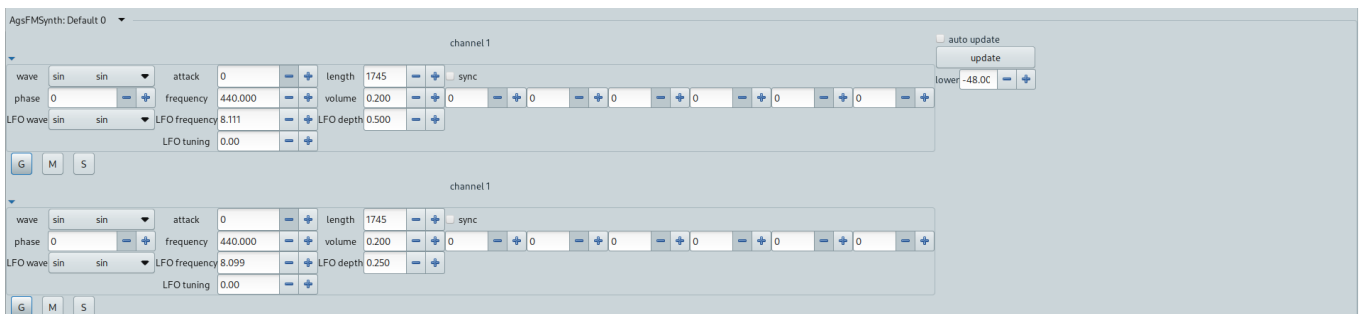 AgsFMSynth: Default 0
channel 1
auto update
update
lower -48.00
wave sin sin attack 0 length 1745 sync
phase 0 frequency 440.000 volume 0.200 0 0 0 0 0 0
LFO wave sin sin LFO frequency 8.111 LFO depth 0.500
LFO tuning 0.00
G M S
channel 1
wave sin sin attack 0 length 1745 sync
phase 0 frequency 440.000 volume 0.200 0 0 0 0 0 0
LFO wave sin sin LFO frequency 8.099 LFO depth 0.250
LFO tuning 0.00
G M S